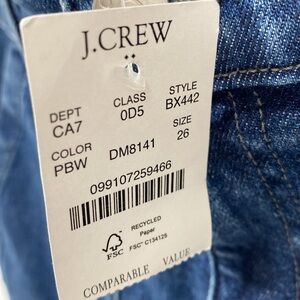 J.CREW
DEPT CLASS STYLE
CA7 0D5 BX442
COLOR SIZE
PBW DM8141 26
099107259466
RECYCLED
Paper
FSC® C134125
FSC
COMPARABLE VALUE